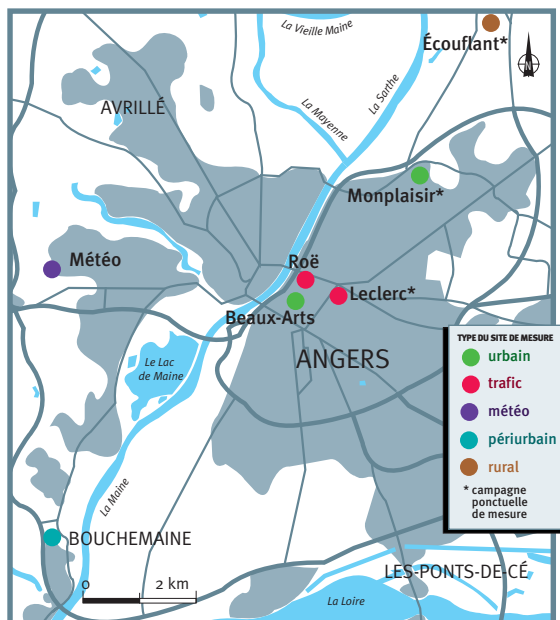 La Vieille Maine
Écouflant*
N
La Sarthe
AVRILLÉ
La Mayenne
Monplaisir*
Météo
Roë
Leclerc*
Beaux-Arts
ANGERS
Le Lac
de Maine
TYPE DU SITE DE MESURE
urbain
trafic
météo
périurbain
rural
* campagne
ponctuelle
de mesure
La Maine
BOUCHEMAINE
LES-PONTS-DE-CÉ
0 2 km
La Loire